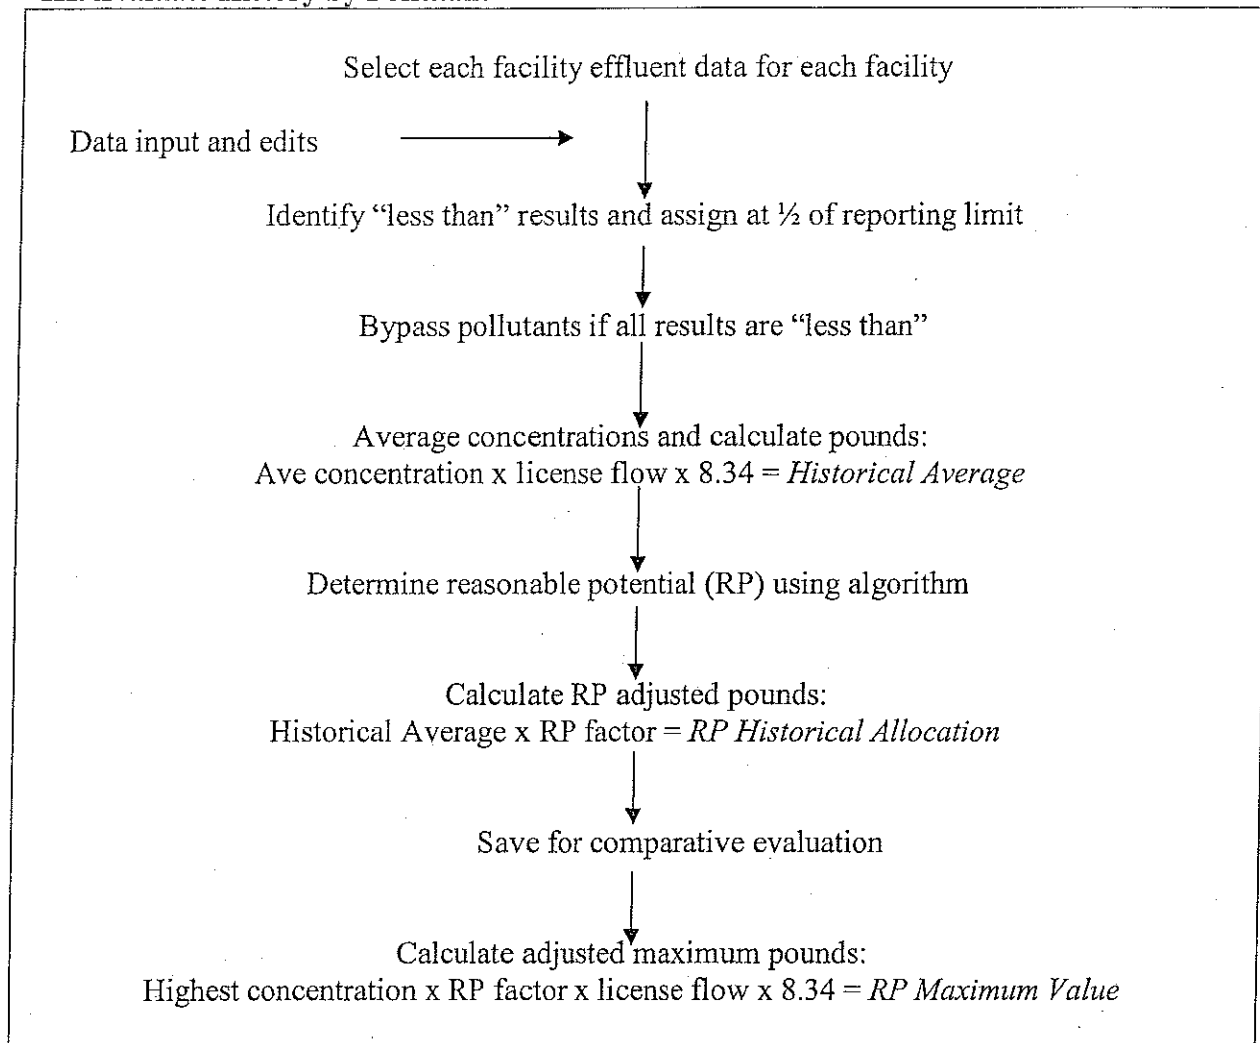 Select each facility effluent data for each facility
Data input and edits
Identify “less than” results and assign at ½ of reporting limit
Bypass pollutants if all results are “less than”
Average concentrations and calculate pounds:
Ave concentration x license flow x 8.34 = Historical Average
Determine reasonable potential (RP) using algorithm
Calculate RP adjusted pounds:
Historical Average x RP factor = RP Historical Allocation
Save for comparative evaluation
Calculate adjusted maximum pounds:
Highest concentration x RP factor x license flow x 8.34 = RP Maximum Value